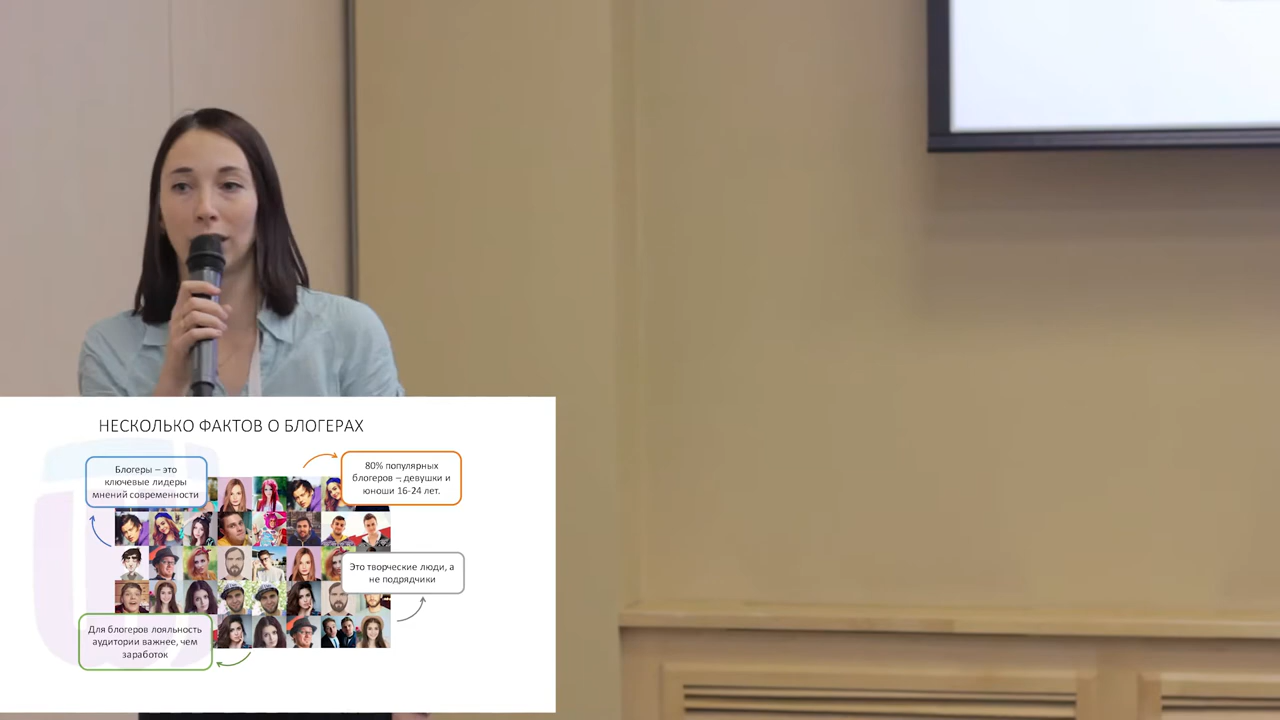 НЕСКОЛЬКО ФАКТОВ О БЛОГЕРАХ
Блогеры – это
ключевые лидеры
мнений современности
80% популярных
блогеров – девушки и
юноши 16-24 лет.
Это творческие люди, а
не подрядчики
Для блогеров лояльность
аудитории важнее, чем
заработок